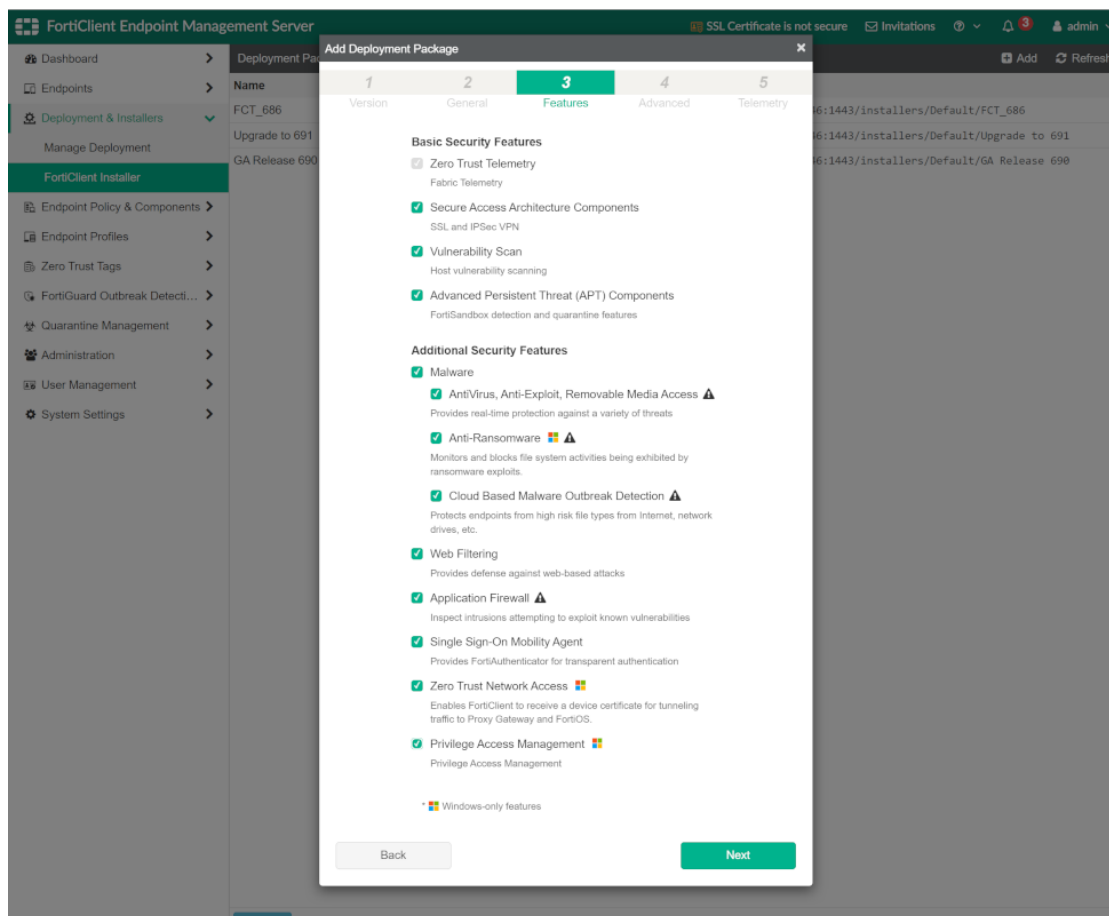 FortiClient Endpoint Management Server
SSL Certificate is not secure
Invitations
3
admin
Dashboard
Endpoints
Deployment & Installers
Manage Deployment
FortiClient Installer
Endpoint Policy & Components
Endpoint Profiles
Zero Trust Tags
FortiGuard Outbreak Detecti...
Quarantine Management
Administration
User Management
System Settings
Deployment Pac
Add
Refresh
Name
FCT_686
46:1443/installers/Default/FCT_686
Upgrade to 691
46:1443/installers/Default/Upgrade to 691
GA Release 690
46:1443/installers/Default/GA Release 690
Add Deployment Package
1
2
3
4
5
Version
General
Features
Advanced
Telemetry
Basic Security Features
Zero Trust Telemetry
Fabric Telemetry
Secure Access Architecture Components
SSL and IPSec VPN
Vulnerability Scan
Host vulnerability scanning
Advanced Persistent Threat (APT) Components
FortiSandbox detection and quarantine features
Additional Security Features
Malware
AntiVirus, Anti-Exploit, Removable Media Access
Provides real-time protection against a variety of threats
Anti-Ransomware
Monitors and blocks file system activities being exhibited by
ransomware exploits.
Cloud Based Malware Outbreak Detection
Protects endpoints from high risk file types from Internet, network
drives, etc.
Web Filtering
Provides defense against web-based attacks
Application Firewall
Inspect intrusions attempting to exploit known vulnerabilities
Single Sign-On Mobility Agent
Provides FortiAuthenticator for transparent authentication
Zero Trust Network Access
Enables FortiClient to receive a device certificate for tunneling
traffic to Proxy Gateway and FortiOS.
Privilege Access Management
Privilege Access Management
* Windows-only features
Back
Next